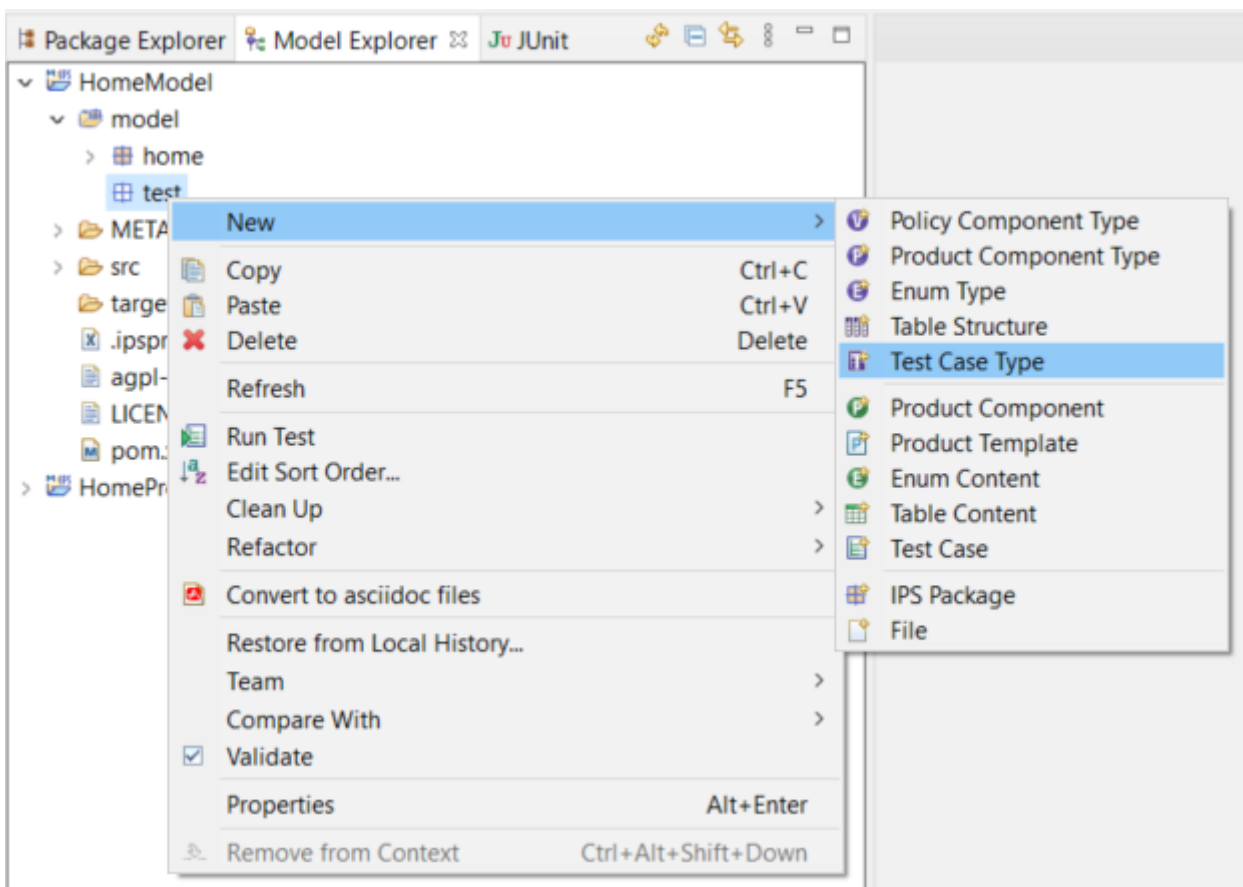 Package Explorer Model Explorer JUnit
HomeModel
model
home
test
META
src
targe
.ipspr
agpl-
LICEN
pom.
HomePr
New
Copy Ctrl+C
Paste Ctrl+V
Delete Delete
Refresh F5
Run Test
Edit Sort Order...
Clean Up
Refactor
Convert to asciidoc files
Restore from Local History...
Team
Compare With
Validate
Properties Alt+Enter
Remove from Context Ctrl+Alt+Shift+Down
Policy Component Type
Product Component Type
Enum Type
Table Structure
Test Case Type
Product Component
Product Template
Enum Content
Table Content
Test Case
IPS Package
File